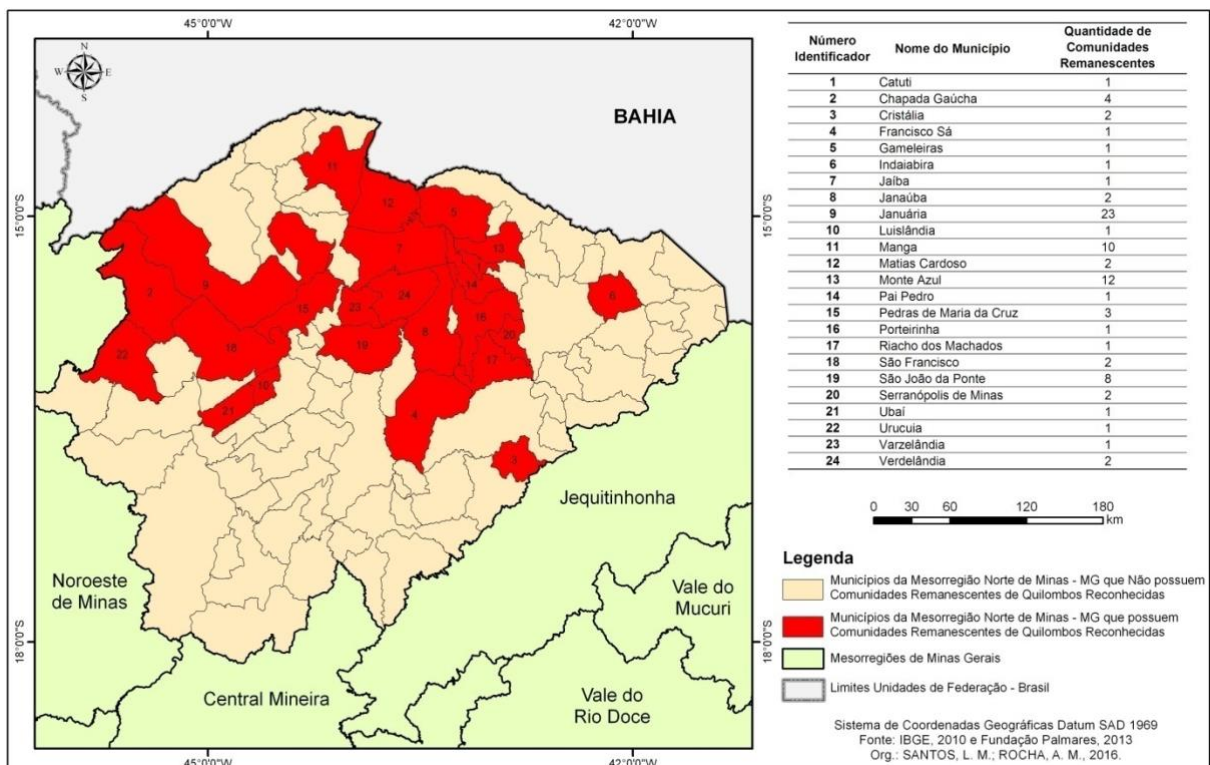 45°0'0"W 42°0'0"W
N
W E
S
BAHIA
15°0'0"S 15°0'0"S
18°0'0"S 18°0'0"S
11
12
5
7
13
1
14
2
9
15
23
24
16
6
20
8
17
19
22
18
10
21
4
3
Jequitinhonha
Noroeste
de Minas
Vale do
Mucuri
Central Mineira
Vale do
Rio Doce
45°0'0"W 42°0'0"W
Número Identificador Nome do Município Quantidade de Comunidades Remanescentes
1 Catuti 1
2 Chapada Gaúcha 4
3 Cristália 2
4 Francisco Sá 1
5 Gameleiras 1
6 Indaiabira 1
7 Jaíba 1
8 Janaúba 2
9 Januária 23
10 Luislândia 1
11 Manga 10
12 Matias Cardoso 2
13 Monte Azul 12
14 Pai Pedro 1
15 Pedras de Maria da Cruz 3
16 Porteirinha 1
17 Riacho dos Machados 1
18 São Francisco 2
19 São João da Ponte 8
20 Serranópolis de Minas 2
21 Ubaí 1
22 Urucuia 1
23 Varzelândia 1
24 Verdelândia 2
0 30 60 120 180
km
Legenda
Municípios da Mesorregião Norte de Minas - MG que Não possuem
Comunidades Remanescentes de Quilombos Reconhecidas
Municípios da Mesorregião Norte de Minas - MG que possuem
Comunidades Remanescentes de Quilombos Reconhecidas
Mesorregiões de Minas Gerais
Limites Unidades de Federação - Brasil
Sistema de Coordenadas Geográficas Datum SAD 1969
Fonte: IBGE, 2010 e Fundação Palmares, 2013
Org.: SANTOS, L. M.; ROCHA, A. M., 2016.